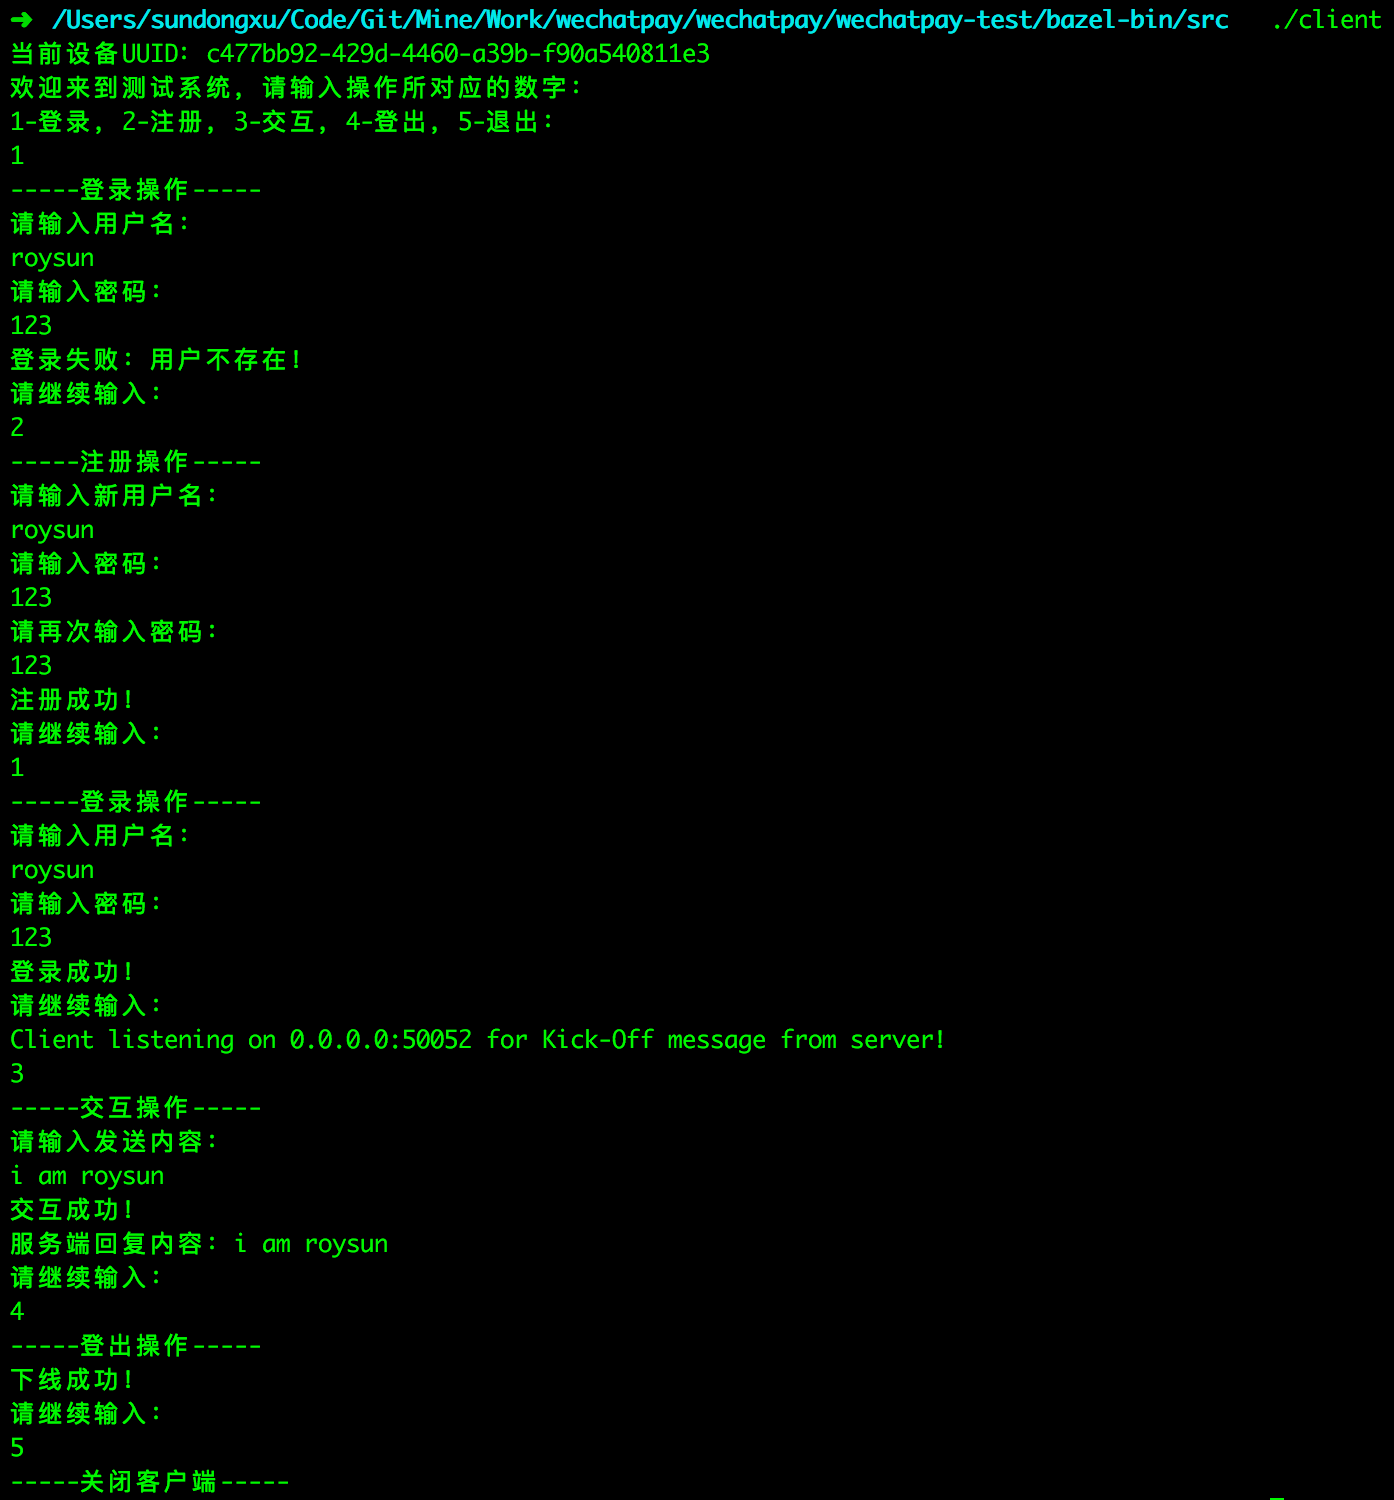 ➜ /Users/sundongxu/Code/Git/Mine/Work/wechatpay/wechatpay/wechatpay-test/bazel-bin/src ./client
当前设备UUID：c477bb92-429d-4460-a39b-f90a540811e3
欢迎来到测试系统，请输入操作所对应的数字：
1-登录，2-注册，3-交互，4-登出，5-退出：
1
-----登录操作-----
请输入用户名：
roysun
请输入密码：
123
登录失败：用户不存在！
请继续输入：
2
-----注册操作-----
请输入新用户名：
roysun
请输入密码：
123
请再次输入密码：
123
注册成功！
请继续输入：
1
-----登录操作-----
请输入用户名：
roysun
请输入密码：
123
登录成功！
请继续输入：
Client listening on 0.0.0.0:50052 for Kick-Off message from server!
3
-----交互操作-----
请输入发送内容：
i am roysun
交互成功！
服务端回复内容：i am roysun
请继续输入：
4
-----登出操作-----
下线成功！
请继续输入：
5
-----关闭客户端-----